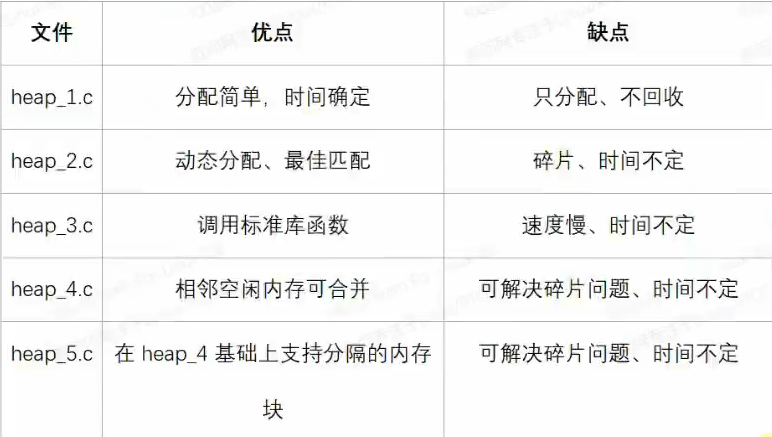 文件 优点 缺点
heap_1.c 分配简单，时间确定 只分配、不回收
heap_2.c 动态分配、最佳匹配 碎片、时间不定
heap_3.c 调用标准库函数 速度慢、时间不定
heap_4.c 相邻空闲内存可合并 可解决碎片问题、时间不定
heap_5.c 在 heap_4 基础上支持分隔的内存 可解决碎片问题、时间不定
块